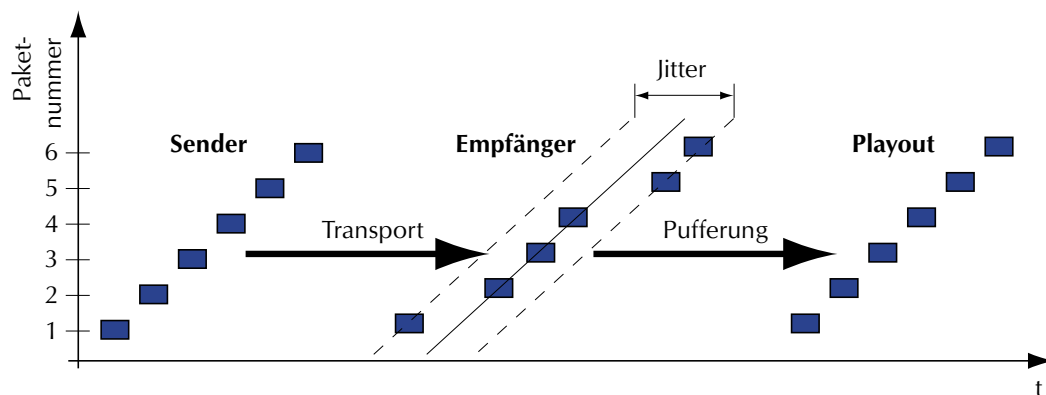 Paket-
nummer
Jitter
Sender
Empfänger
Playout
6
5
4
3
2
1
Transport
Pufferung
t